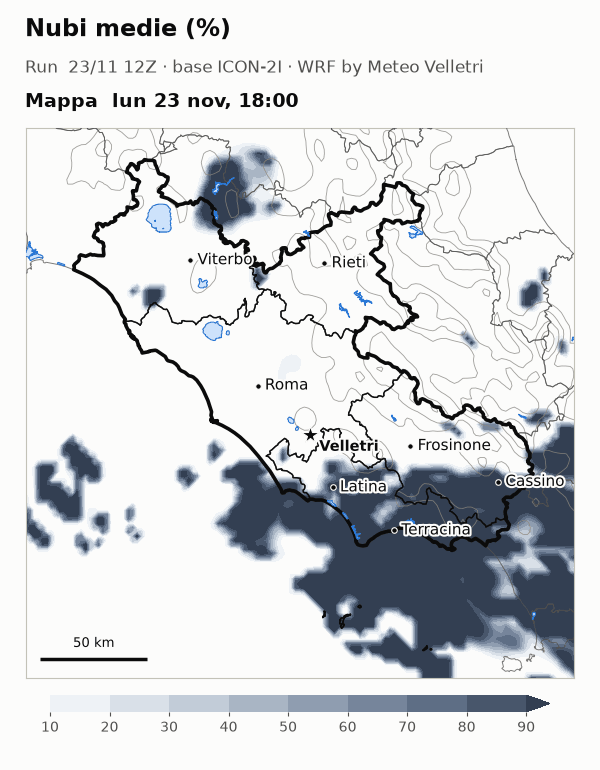 Nubi medie (%)
Run  23/11 12Z · base ICON-2I · WRF by Meteo Velletri
Mappa  lun 23 nov, 18:00
Viterbo
Rieti
Roma
Velletri
Frosinone
Cassino
Latina
Terracina
50 km
10 20 30 40 50 60 70 80 90